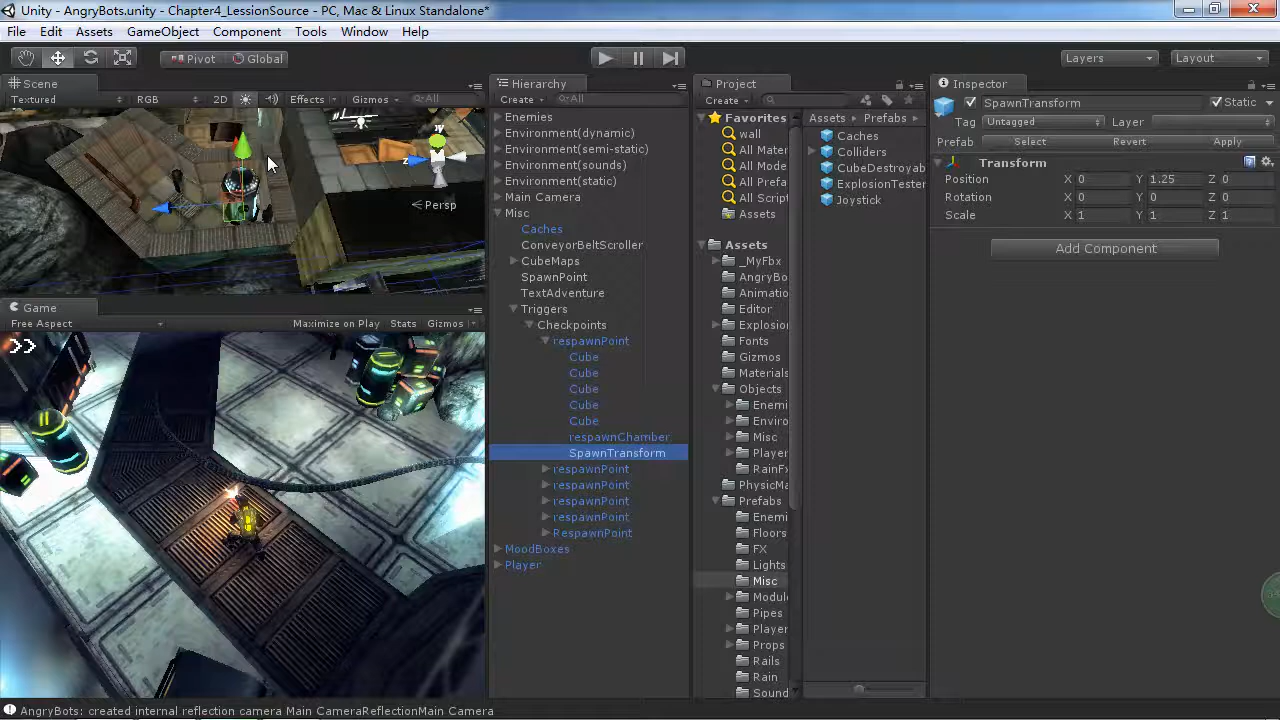 Unity - AngryBots.unity - Chapter4_LessionSource - PC, Mac & Linux Standalone*
File Edit Assets GameObject Component Tools Window Help
Pivot Global Layers Layout
Scene
Textured RGB 2D Effects Gizmos All
y
z
Persp
Game
Free Aspect Maximize on Play Stats Gizmos
Hierarchy
Create All
Enemies
Environment(dynamic)
Environment(semi-static)
Environment(sounds)
Environment(static)
Main Camera
Misc
Caches
ConveyorBeltScroller
CubeMaps
SpawnPoint
TextAdventure
Triggers
Checkpoints
respawnPoint
Cube
Cube
Cube
Cube
Cube
respawnChamber
SpawnTransform
respawnPoint
respawnPoint
respawnPoint
respawnPoint
RespawnPoint
MoodBoxes
Player
Project
Create
Favorites
wall
All Mater
All Mode
All Prefa
All Script
Assets
Assets
_MyFbx
AngryBo
Animatio
Editor
Explosion
Fonts
Gizmos
Materials
Objects
Enemi
Enviro
Misc
Player
RainFx
PhysicMa
Prefabs
Enemi
Floors
FX
Lights
Misc
Module
Pipes
Player
Props
Rails
Rain
Sound
Assets Prefabs
Caches
Colliders
CubeDestroyab
ExplosionTester
Joystick
Inspector
SpawnTransform Static
Tag Untagged Layer
Prefab Select Revert Apply
Transform
Position X 0 Y 1.25 Z 0
Rotation X 0 Y 0 Z 0
Scale X 1 Y 1 Z 1
Add Component
AngryBots: created internal reflection camera Main CameraReflectionMain Camera